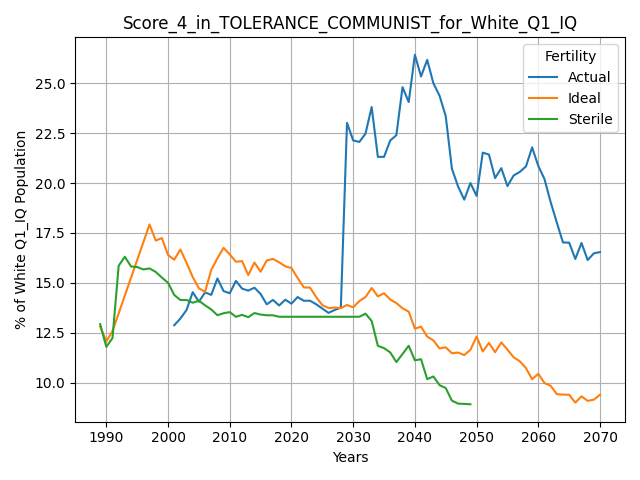 Score_4_in_TOLERANCE_COMMUNIST_for_White_Q1_IQ
% of White Q1_IQ Population
25.0
22.5
20.0
17.5
15.0
12.5
10.0
Fertility
Actual
Ideal
Sterile
1990 2000 2010 2020 2030 2040 2050 2060 2070
Years